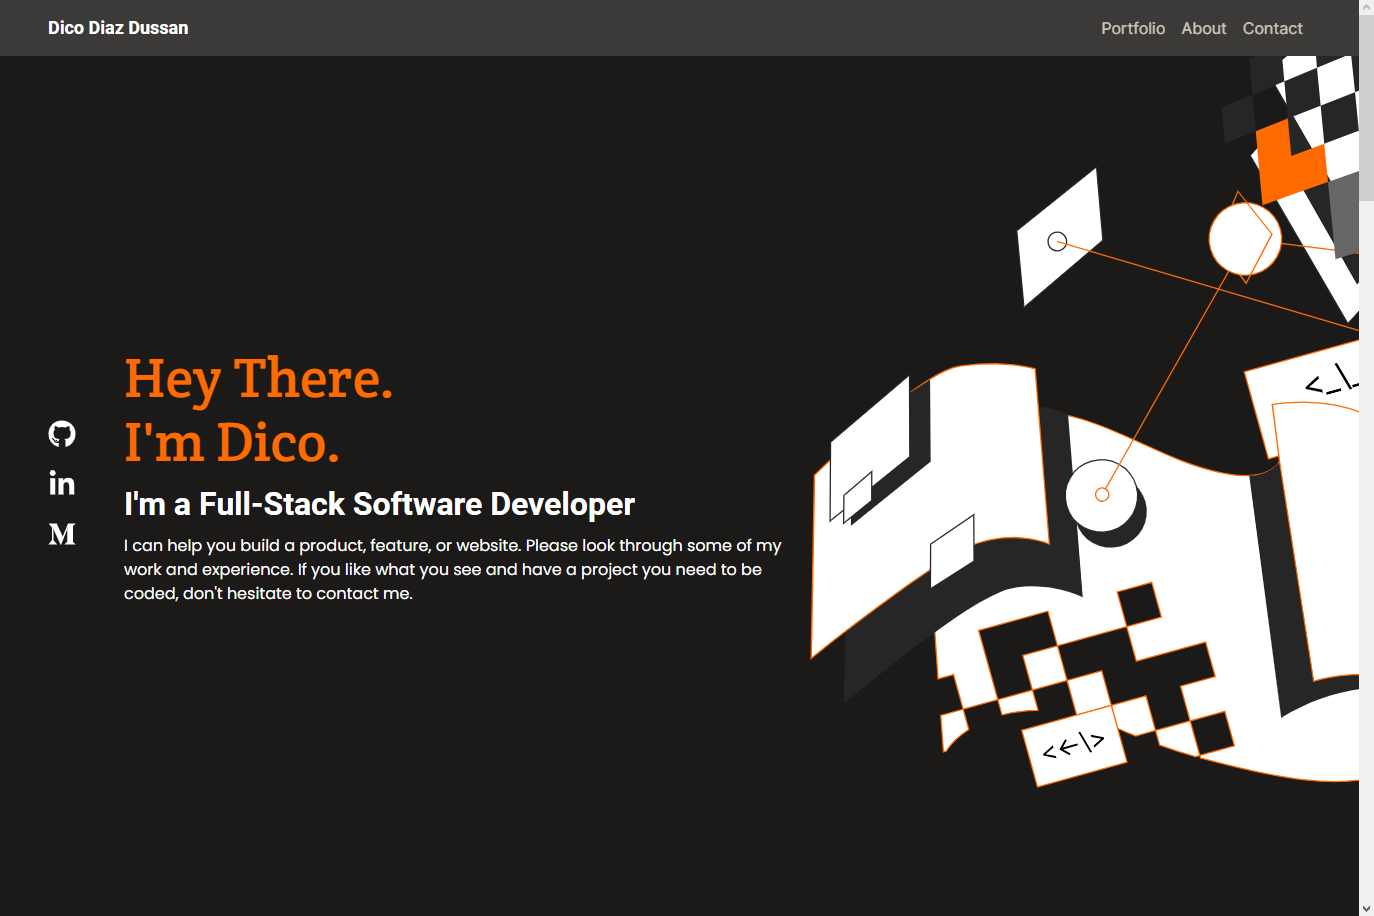 Dico Diaz Dussan
Portfolio About Contact
Hey There.
I'm Dico.
I'm a Full-Stack Software Developer
I can help you build a product, feature, or website. Please look through some of my
work and experience. If you like what you see and have a project you need to be
coded, don't hesitate to contact me.
<_\_
<←\>